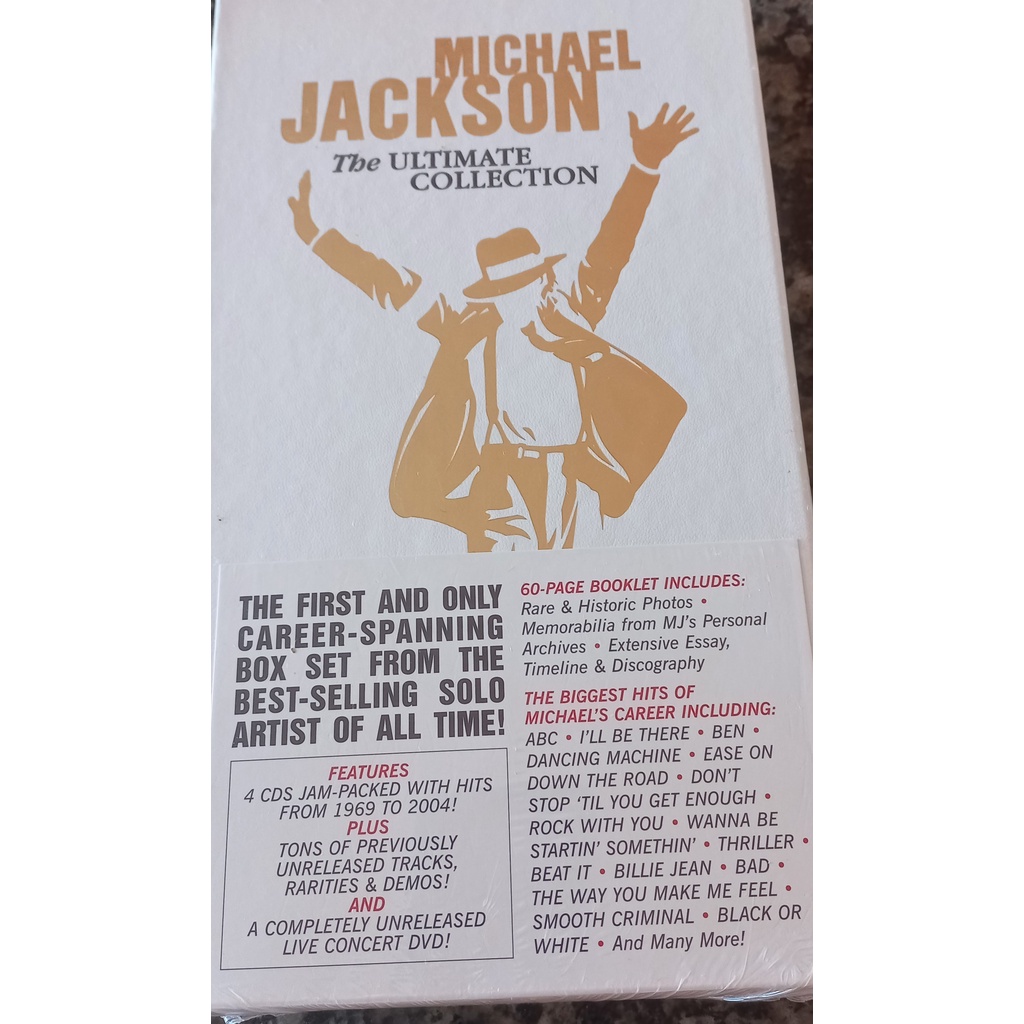 MICHAEL
JACKSON
The ULTIMATE
COLLECTION
THE FIRST AND ONLY
CAREER-SPANNING
BOX SET FROM THE
BEST-SELLING SOLO
ARTIST OF ALL TIME!
FEATURES
4 CDS JAM-PACKED WITH HITS
FROM 1969 TO 2004!
PLUS
TONS OF PREVIOUSLY
UNRELEASED TRACKS,
RARITIES & DEMOS!
AND
A COMPLETELY UNRELEASED
LIVE CONCERT DVD!
60-PAGE BOOKLET INCLUDES:
Rare & Historic Photos •
Memorabilia from MJ's Personal
Archives • Extensive Essay,
Timeline & Discography
THE BIGGEST HITS OF
MICHAEL'S CAREER INCLUDING:
ABC • I'LL BE THERE • BEN •
DANCING MACHINE • EASE ON
DOWN THE ROAD • DON'T
STOP 'TIL YOU GET ENOUGH •
ROCK WITH YOU • WANNA BE
STARTIN' SOMETHIN' • THRILLER •
BEAT IT • BILLIE JEAN • BAD •
THE WAY YOU MAKE ME FEEL •
SMOOTH CRIMINAL • BLACK OR
WHITE • And Many More!